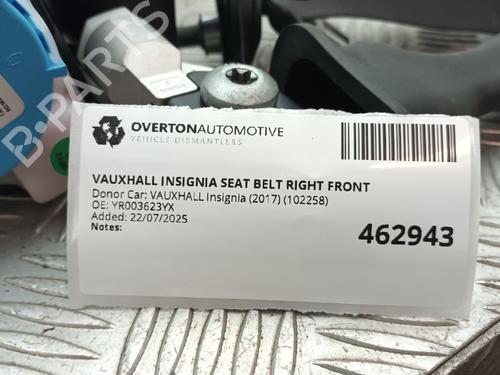 B-PARTS
OVERTONAUTOMOTIVE
VEHICLE DISMANTLERS
VAUXHALL INSIGNIA SEAT BELT RIGHT FRONT
Donor Car: VAUXHALL Insignia (2017) (102258)
OE: YR003623YX
Added: 22/07/2025
Notes:
462943